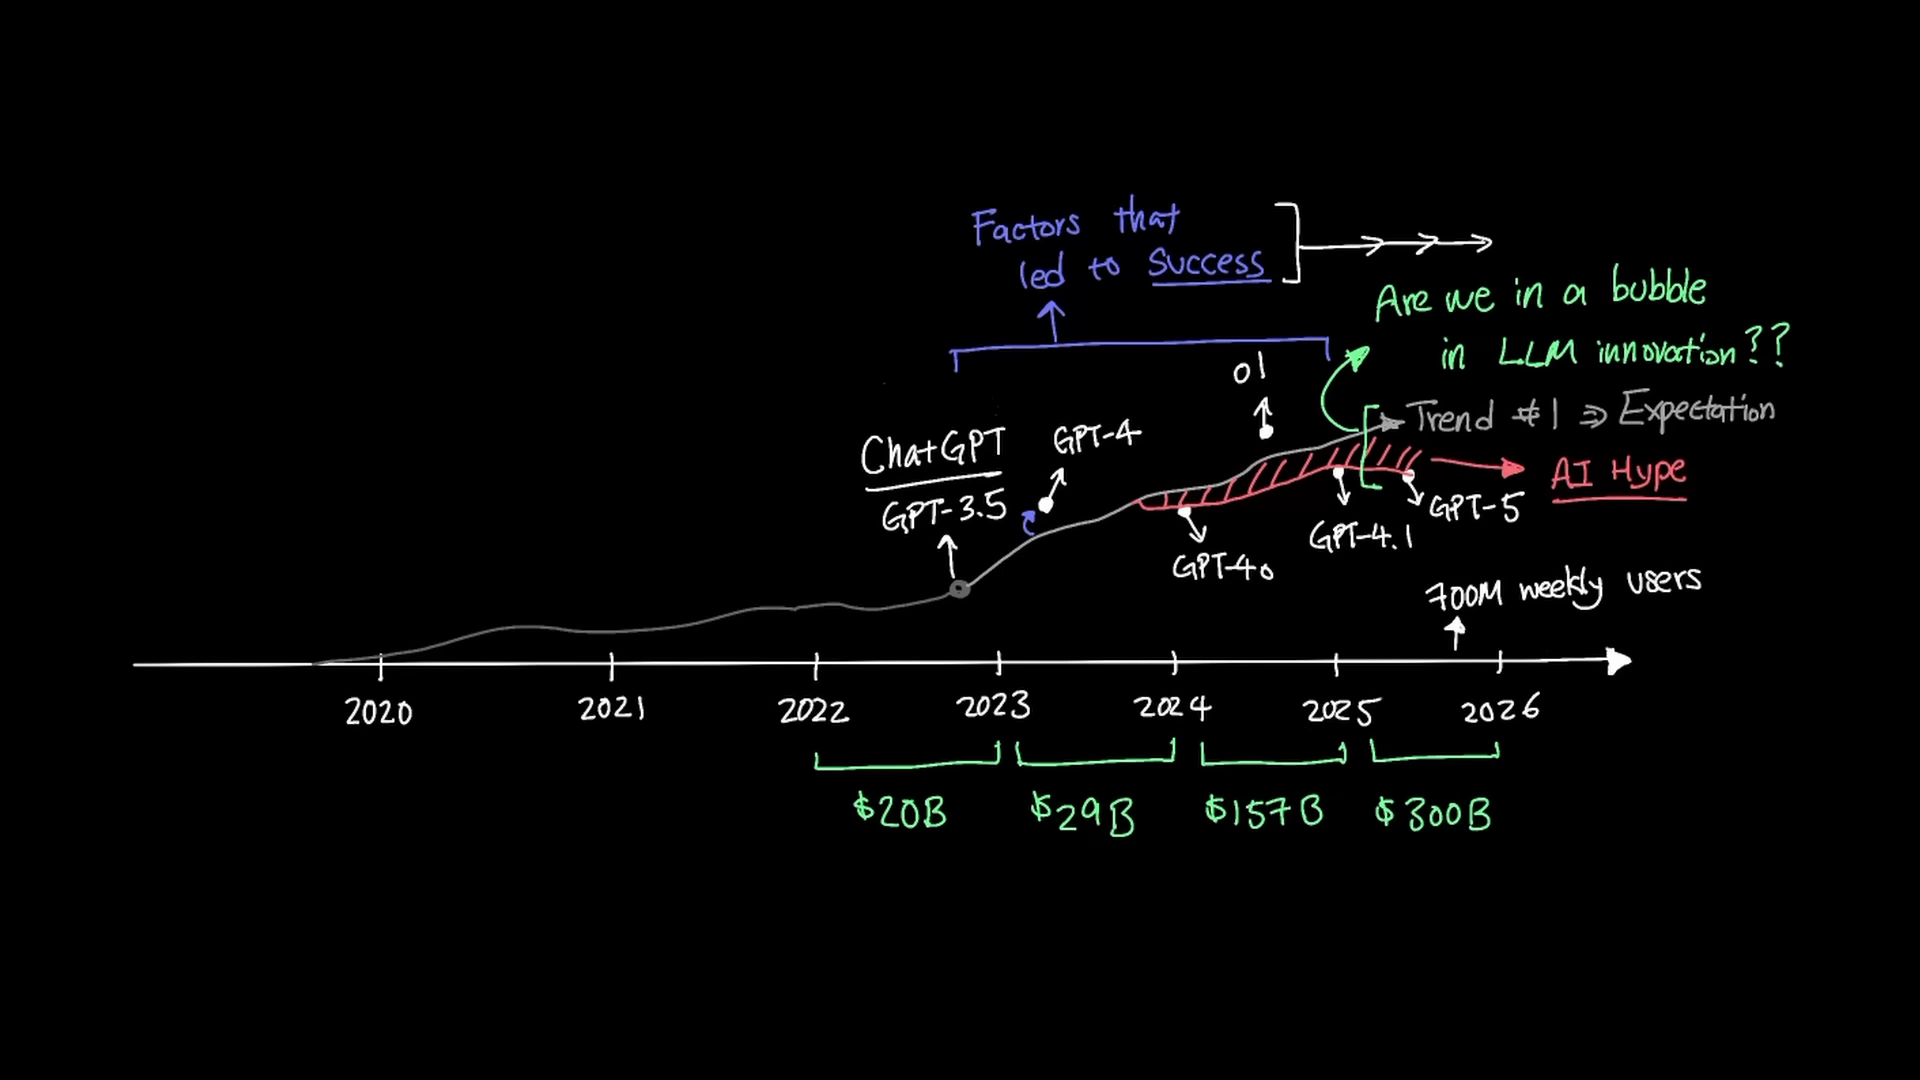 Factors that
led to Success
Are we in a bubble
in LLM innovation??
o1
Trend #1 => Expectation
ChatGPT
GPT-4
GPT-3.5
AI Hype
GPT-5
GPT-4.1
GPT-4o
700M weekly users
2020
2021
2022
2023
2024
2025
2026
$20B
$29B
$157B
$300B